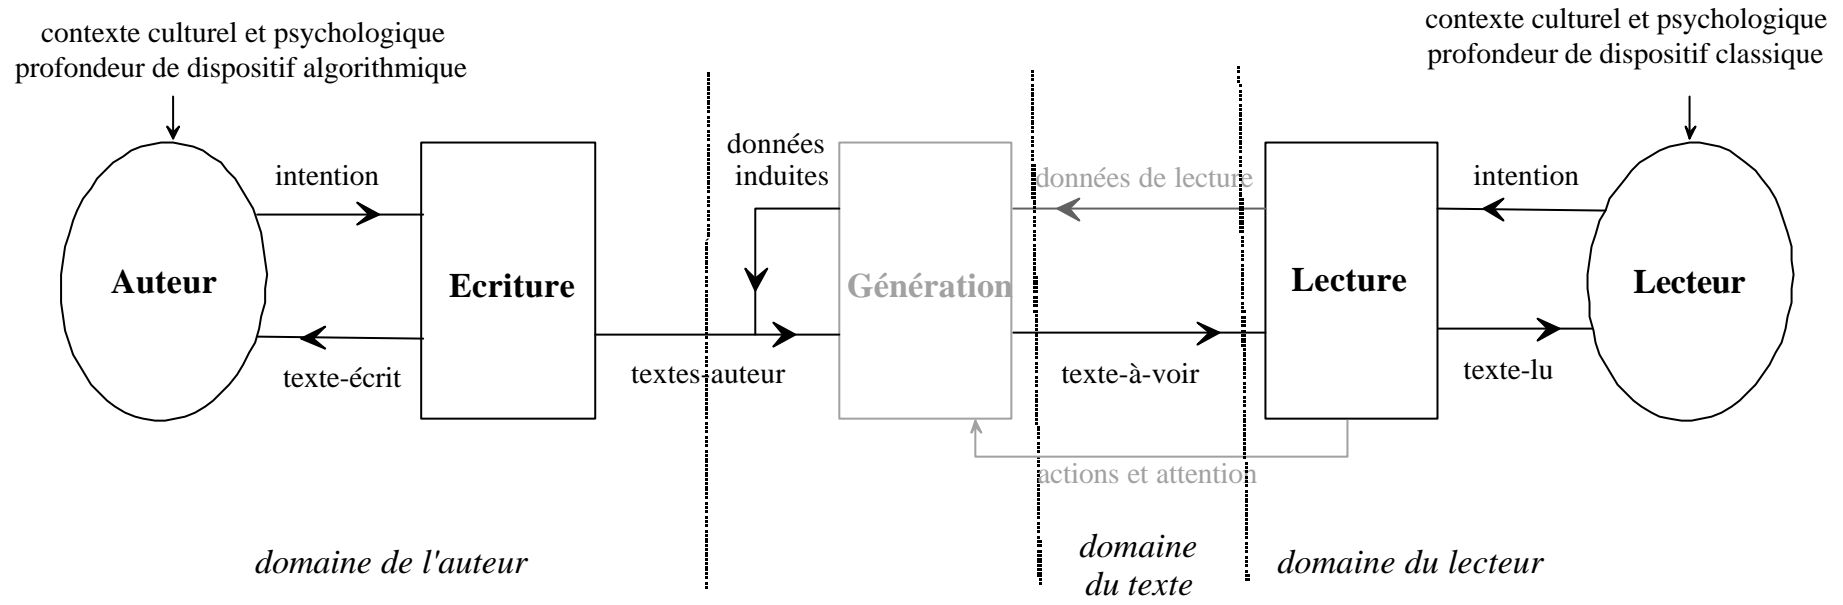 contexte culturel et psychologique
profondeur de dispositif algorithmique
contexte culturel et psychologique
profondeur de dispositif classique
données
induites
intention
données de lecture
intention
Auteur
Ecriture
Génération
Lecture
Lecteur
texte-écrit
textes-auteur
texte-à-voir
texte-lu
actions et attention
domaine de l'auteur
domaine
du texte
domaine du lecteur